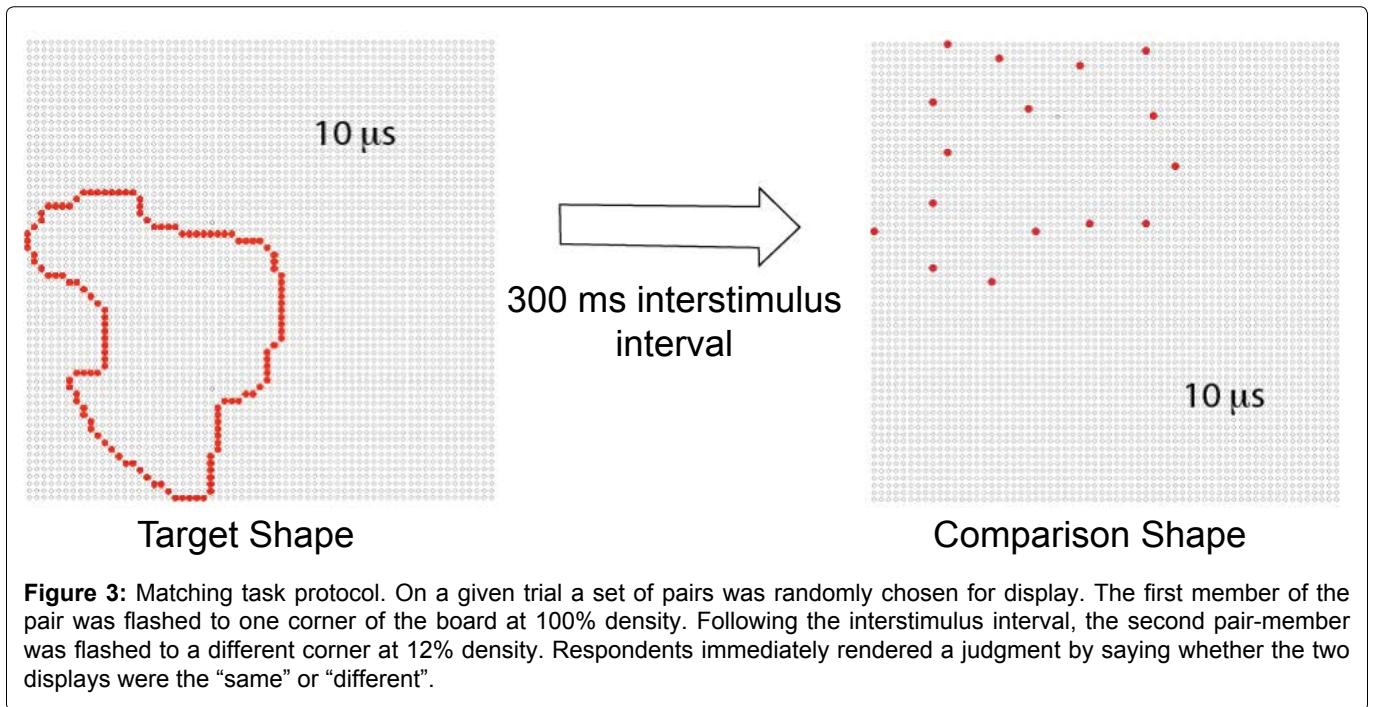 10 µs
300 ms interstimulus
interval
10 µs
Target Shape
Comparison Shape
Figure 3: Matching task protocol. On a given trial a set of pairs was randomly chosen for display. The first member of the
pair was flashed to one corner of the board at 100% density. Following the interstimulus interval, the second pair-member
was flashed to a different corner at 12% density. Respondents immediately rendered a judgment by saying whether the two
displays were the “same” or “different”.